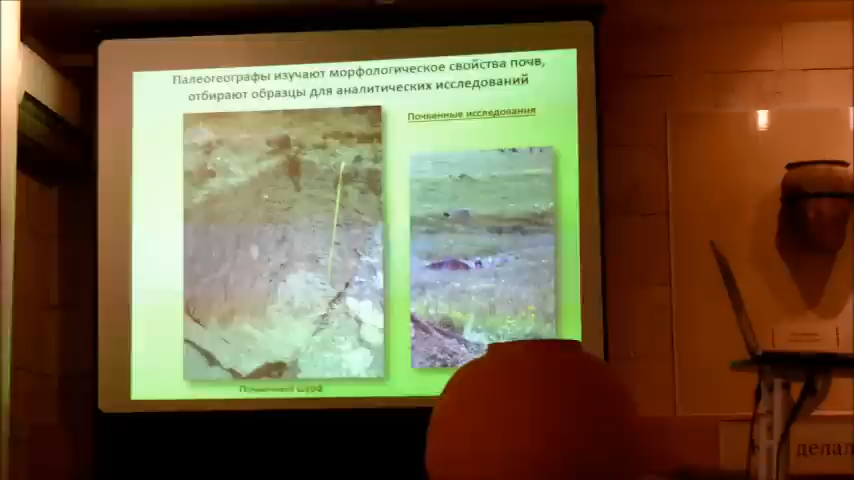 Палеогеографы изучают морфологическое свойства почв,
отбирают образцы для аналитических исследований
Почвенные исследования
Почвенный шурф
делал